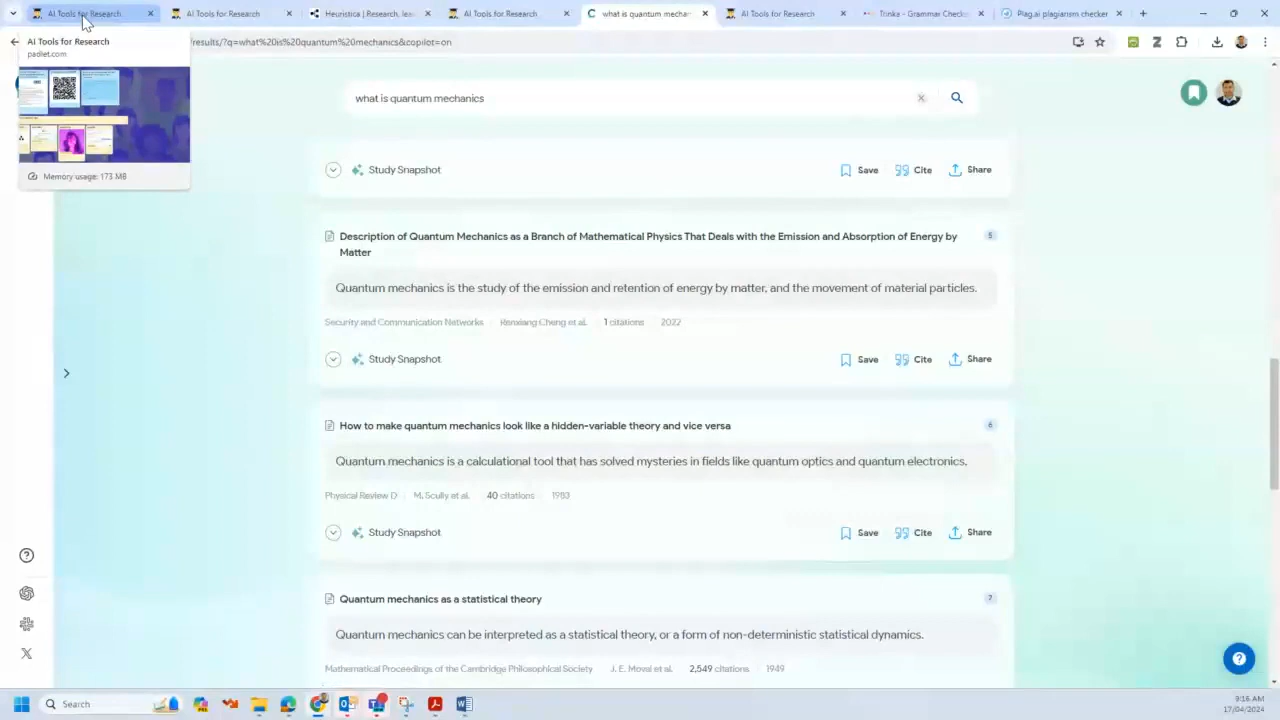 AI Tools for Research
AI Tools for Research
Heuristica | Research, lea
AI Tools for Research
what is quantum mechan
AI Tools for Research
Trinka - Grammar Checke
Plag.ai plagiarism checker
AI Tools for Research
padlet.com
Memory usage: 173 MB
results/?q=what%20is%20quantum%20mechanics&copilot=on
what is quantum mechanics
Study Snapshot
Save
Cite
Share
Description of Quantum Mechanics as a Branch of Mathematical Physics That Deals with the Emission and Absorption of Energy by
Matter
5
Quantum mechanics is the study of the emission and retention of energy by matter, and the movement of material particles.
Security and Communication Networks
Renxiang Cheng et al.
1 citations
2022
Study Snapshot
Save
Cite
Share
How to make quantum mechanics look like a hidden-variable theory and vice versa
6
Quantum mechanics is a calculational tool that has solved mysteries in fields like quantum optics and quantum electronics.
Physical Review D
M. Scully et al.
40 citations
1983
Study Snapshot
Save
Cite
Share
Quantum mechanics as a statistical theory
7
Quantum mechanics can be interpreted as a statistical theory, or a form of non-deterministic statistical dynamics.
Mathematical Proceedings of the Cambridge Philosophical Society
J. E. Moyal et al.
2,549 citations
1949
Search
9:16 AM
17/04/2024